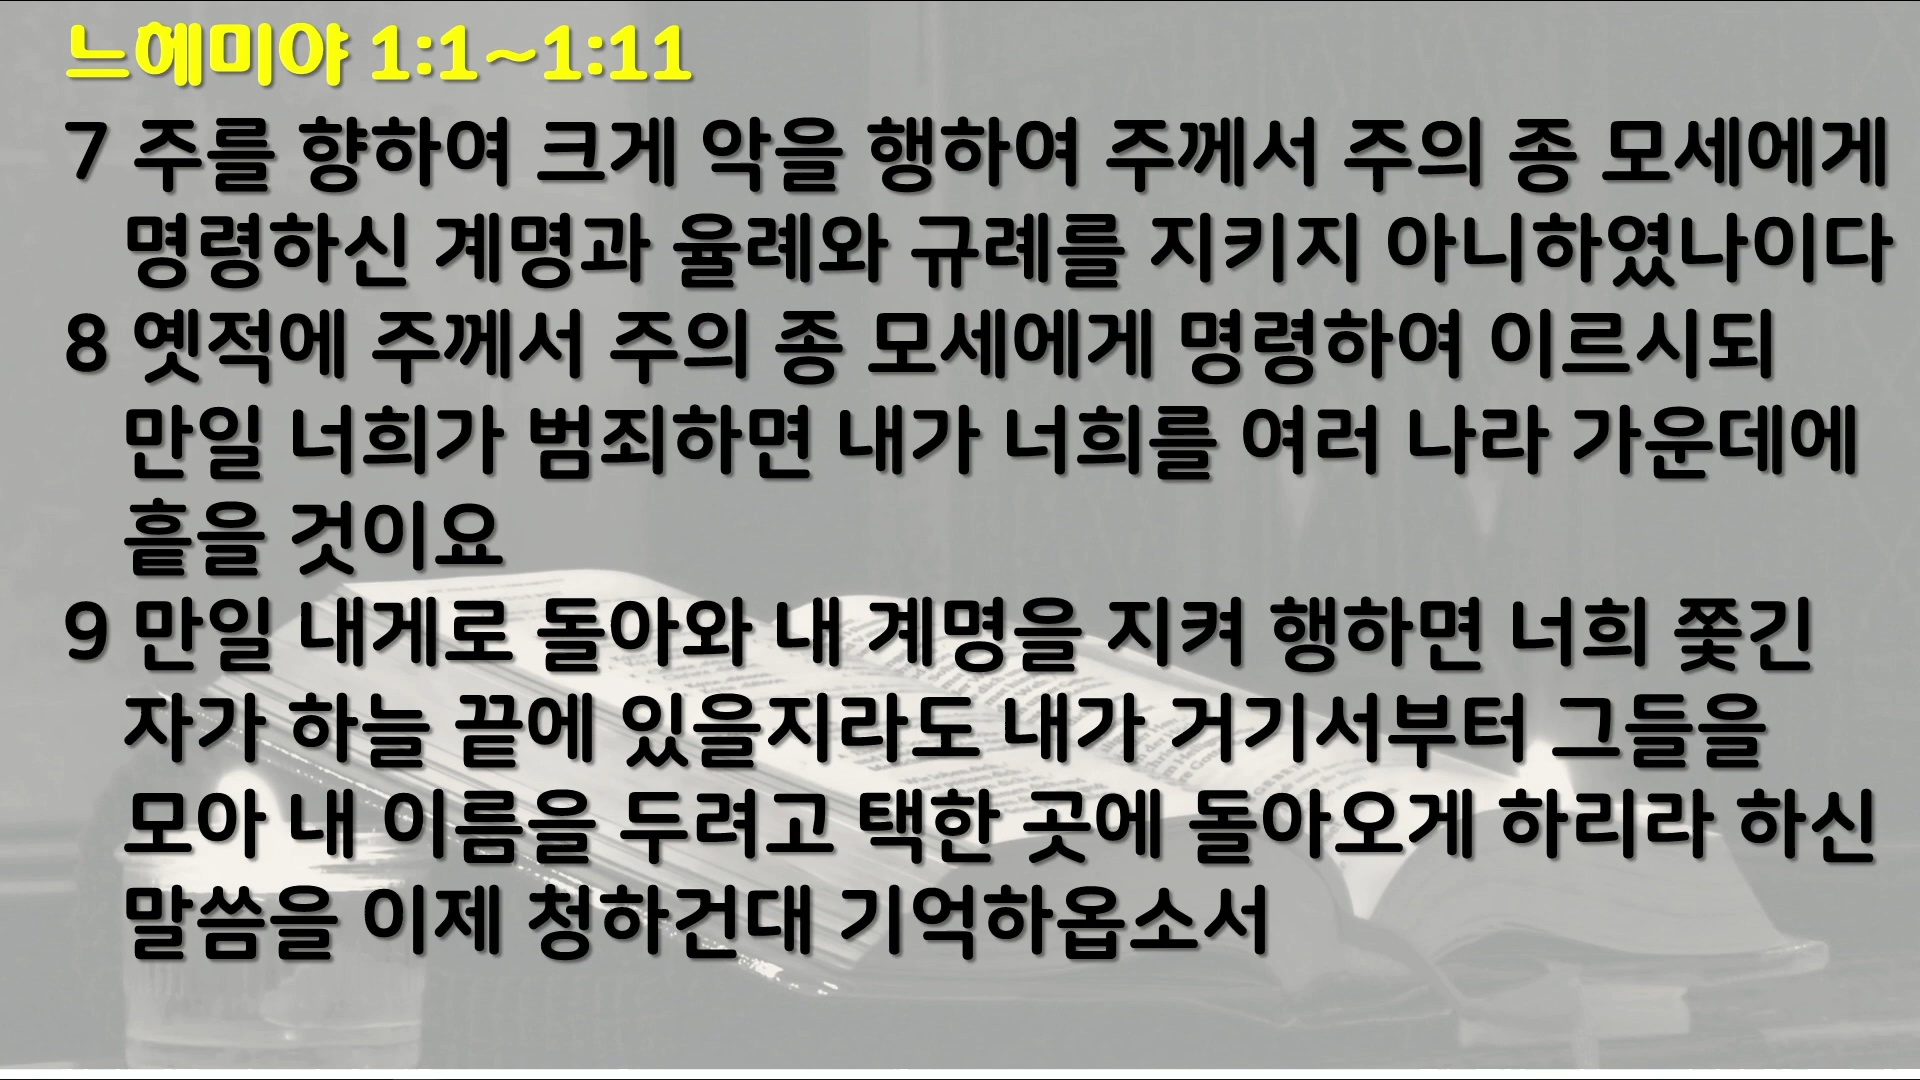 느헤미야 1:1~1:11
7 주를 향하여 크게 악을 행하여 주께서 주의 종 모세에게
명령하신 계명과 율례와 규례를 지키지 아니하였나이다
8 옛적에 주께서 주의 종 모세에게 명령하여 이르시되
만일 너희가 범죄하면 내가 너희를 여러 나라 가운데에
흩을 것이요
9 만일 내게로 돌아와 내 계명을 지켜 행하면 너희 쫓긴
자가 하늘 끝에 있을지라도 내가 거기서부터 그들을
모아 내 이름을 두려고 택한 곳에 돌아오게 하리라 하신
말씀을 이제 청하건대 기억하옵소서